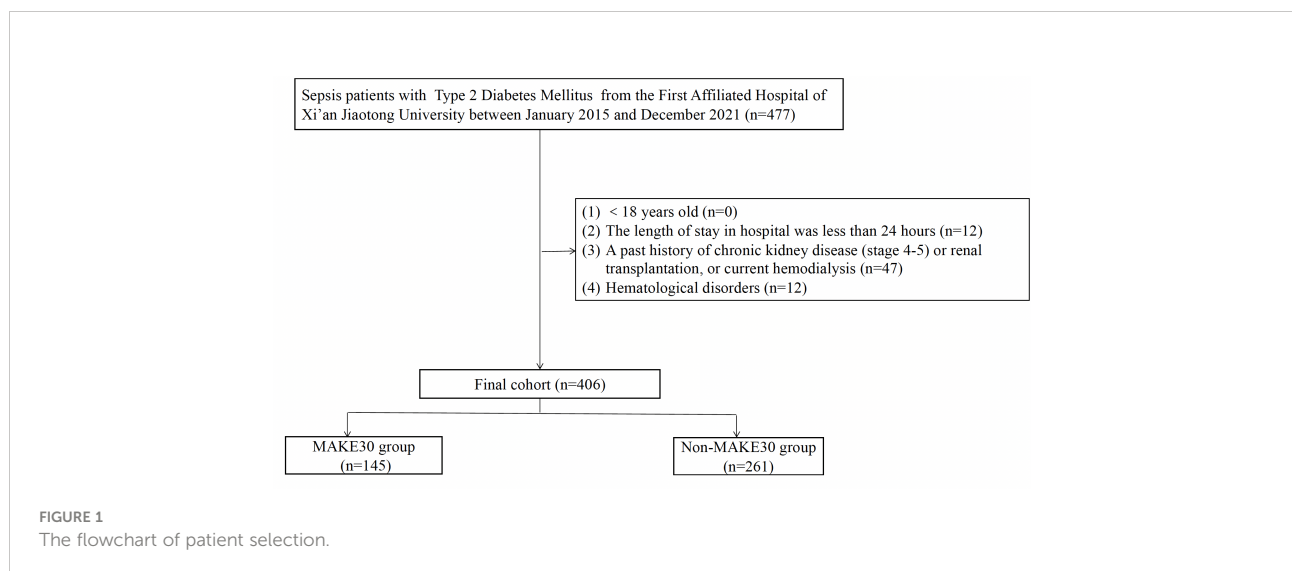 Sepsis patients with Type 2 Diabetes Mellitus from the First Affiliated Hospital of
Xi'an Jiaotong University between January 2015 and December 2021 (n=477)
(1) < 18 years old (n=0)
(2) The length of stay in hospital was less than 24 hours (n=12)
(3) A past history of chronic kidney disease (stage 4-5) or renal
transplantation, or current hemodialysis (n=47)
(4) Hematological disorders (n=12)
Final cohort (n=406)
MAKE30 group
(n=145)
Non-MAKE30 group
(n=261)
FIGURE 1
The flowchart of patient selection.